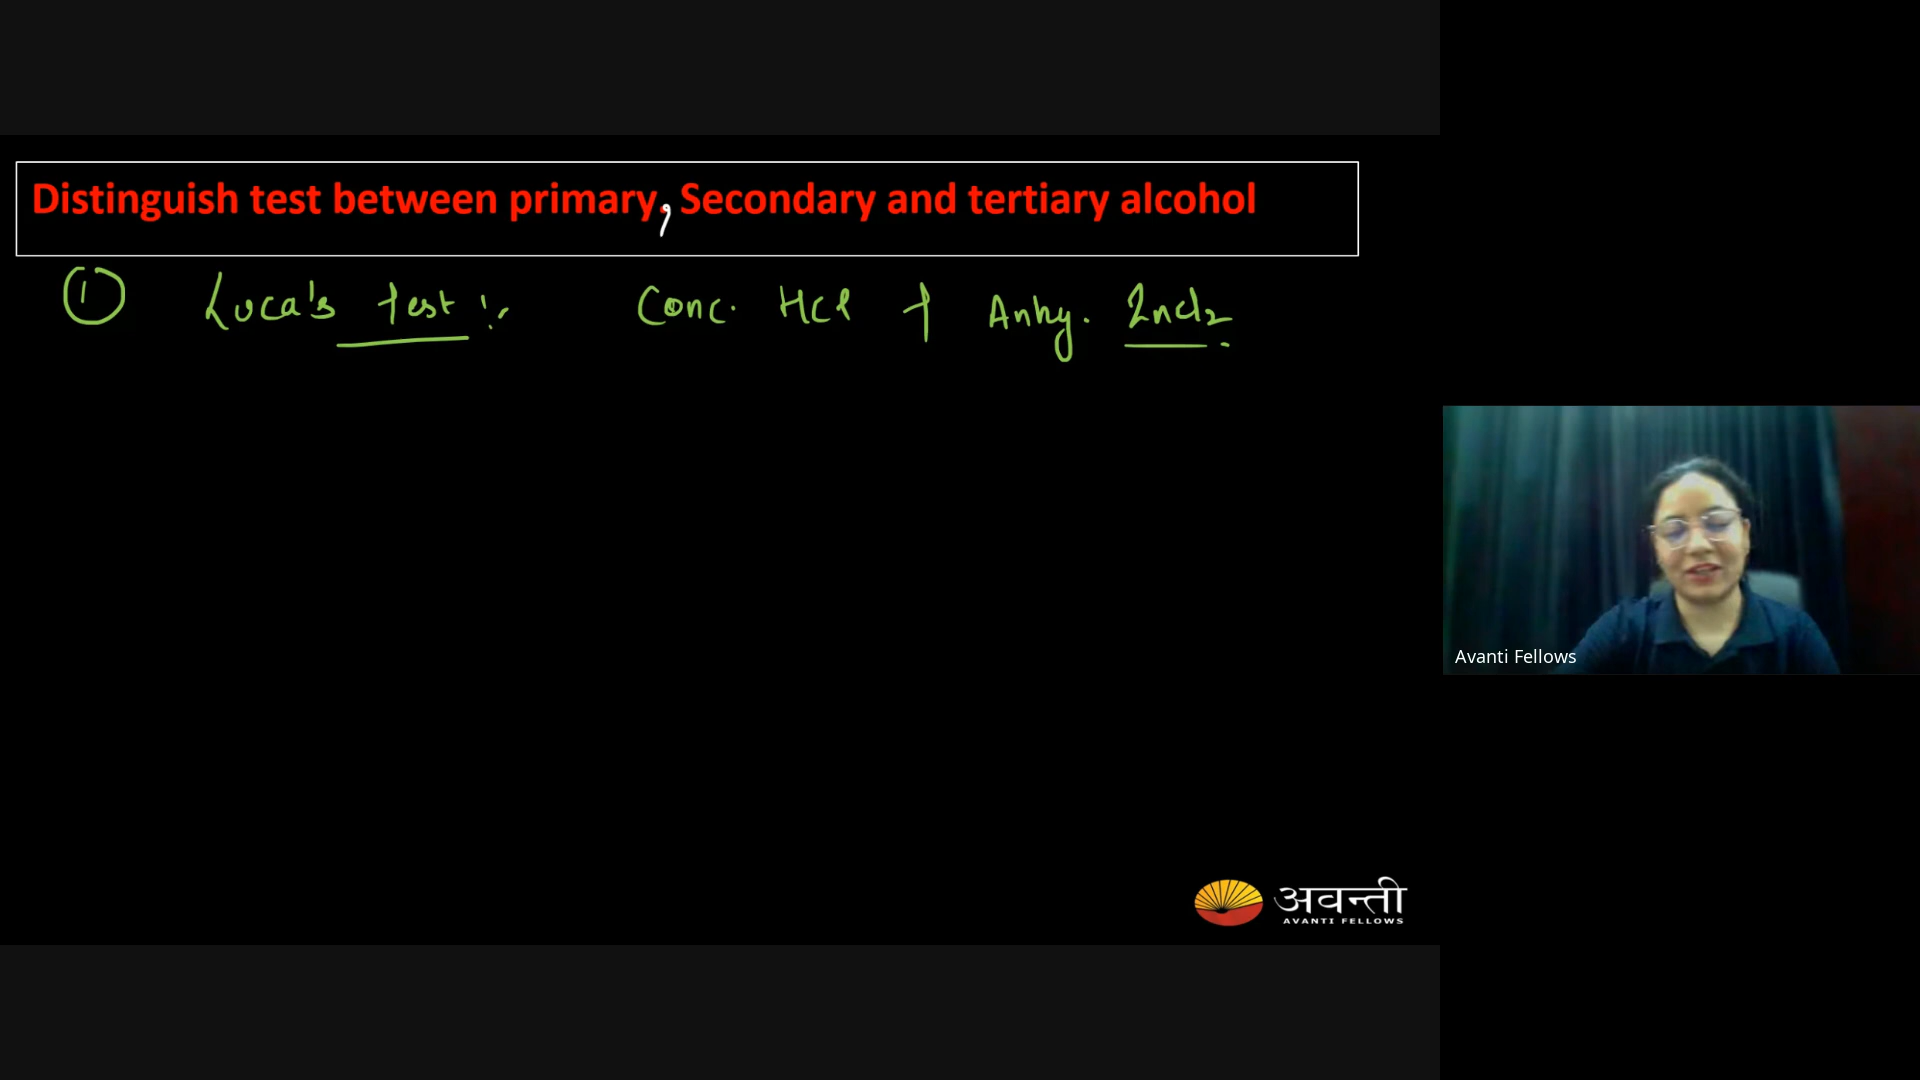 Distinguish test between primary, Secondary and tertiary alcohol
① Luca's test :- Conc. HCl + Anhy. ZnCl2.
Avanti Fellows
अवन्ती
AVANTI FELLOWS